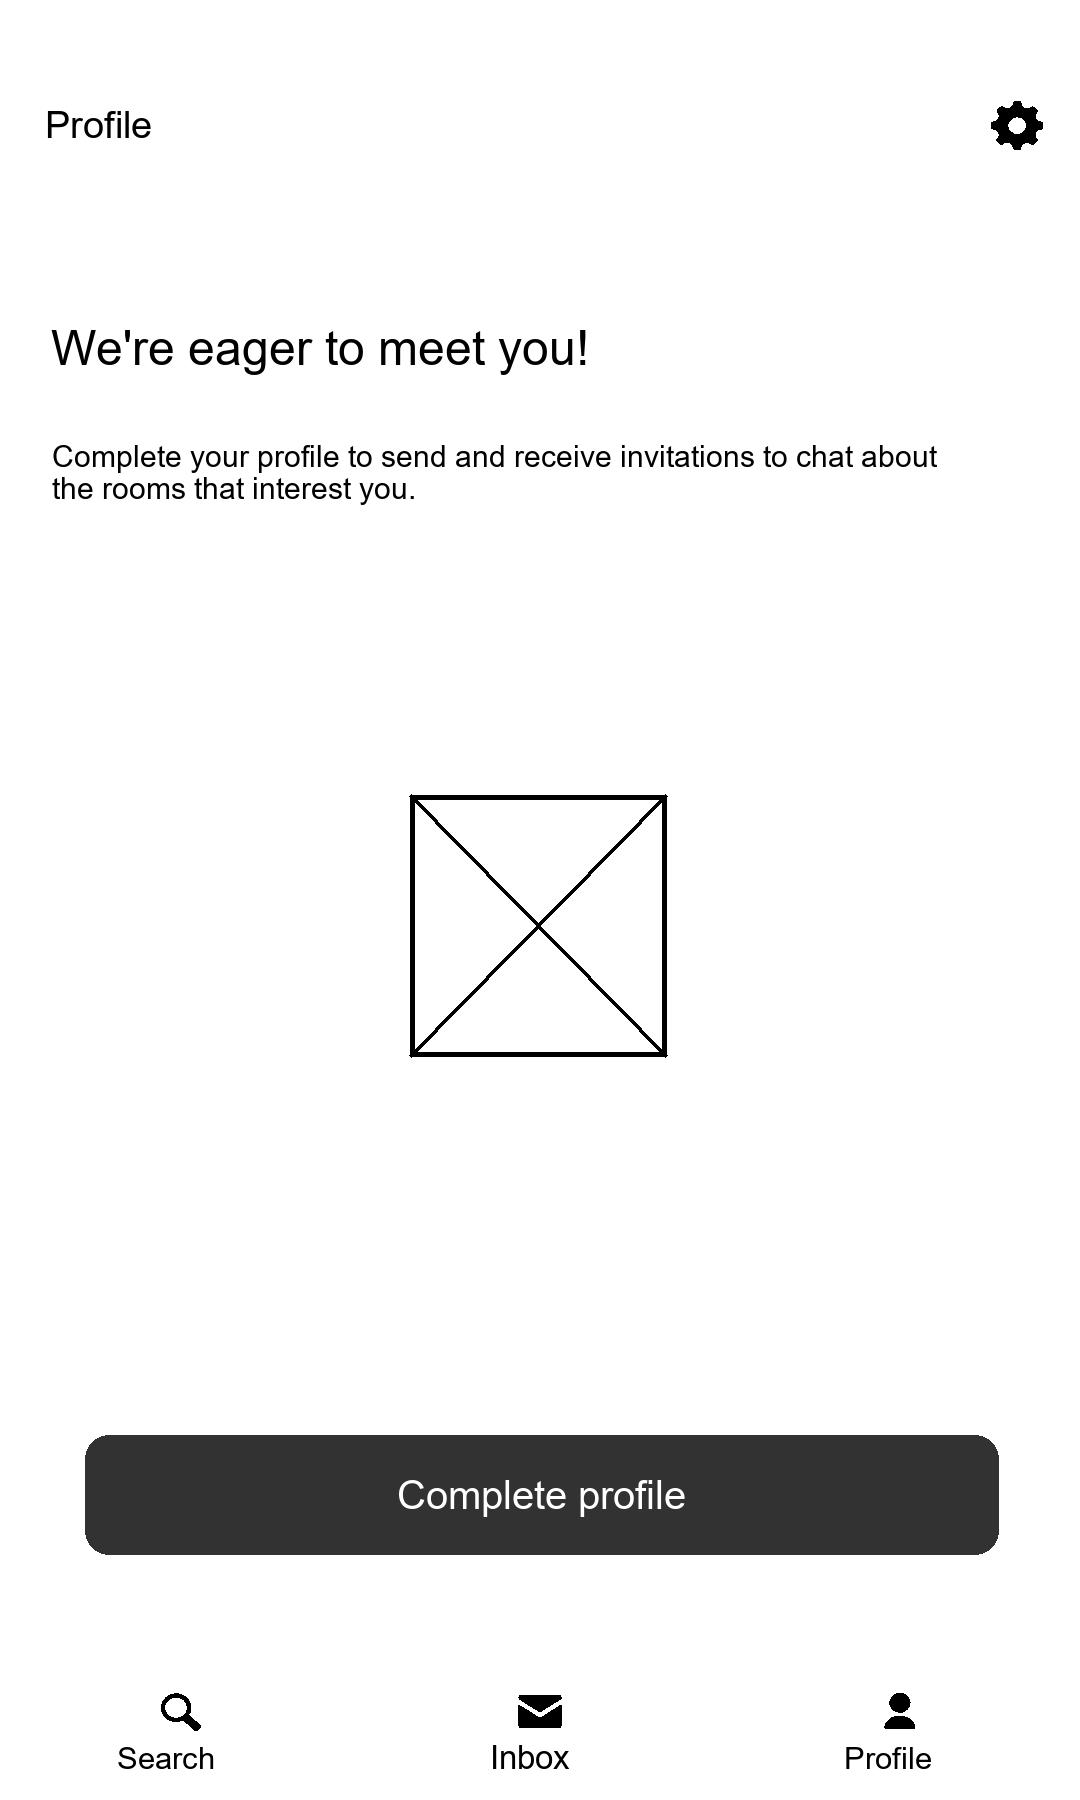 Profile
We're eager to meet you!
Complete your profile to send and receive invitations to chat about
the rooms that interest you.
Complete profile
Search
Inbox
Profile